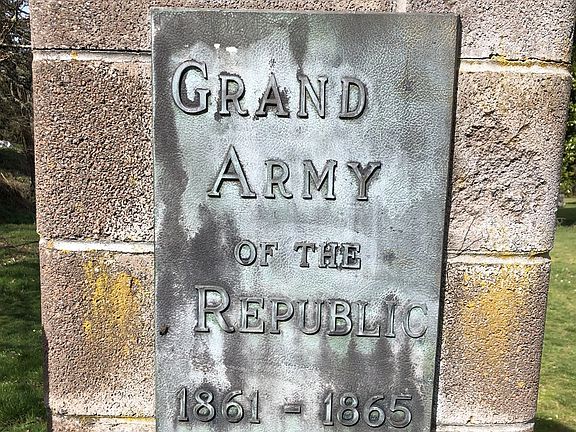 GRAND
ARMY
OF THE
REPUBLIC
1861 - 1865